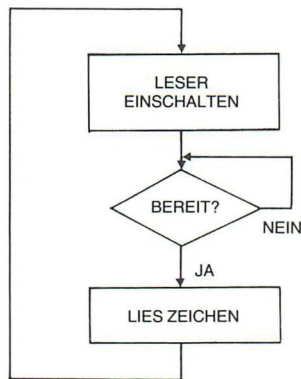 LESER
EINSCHALTEN
BEREIT?
NEIN
JA
LIES ZEICHEN